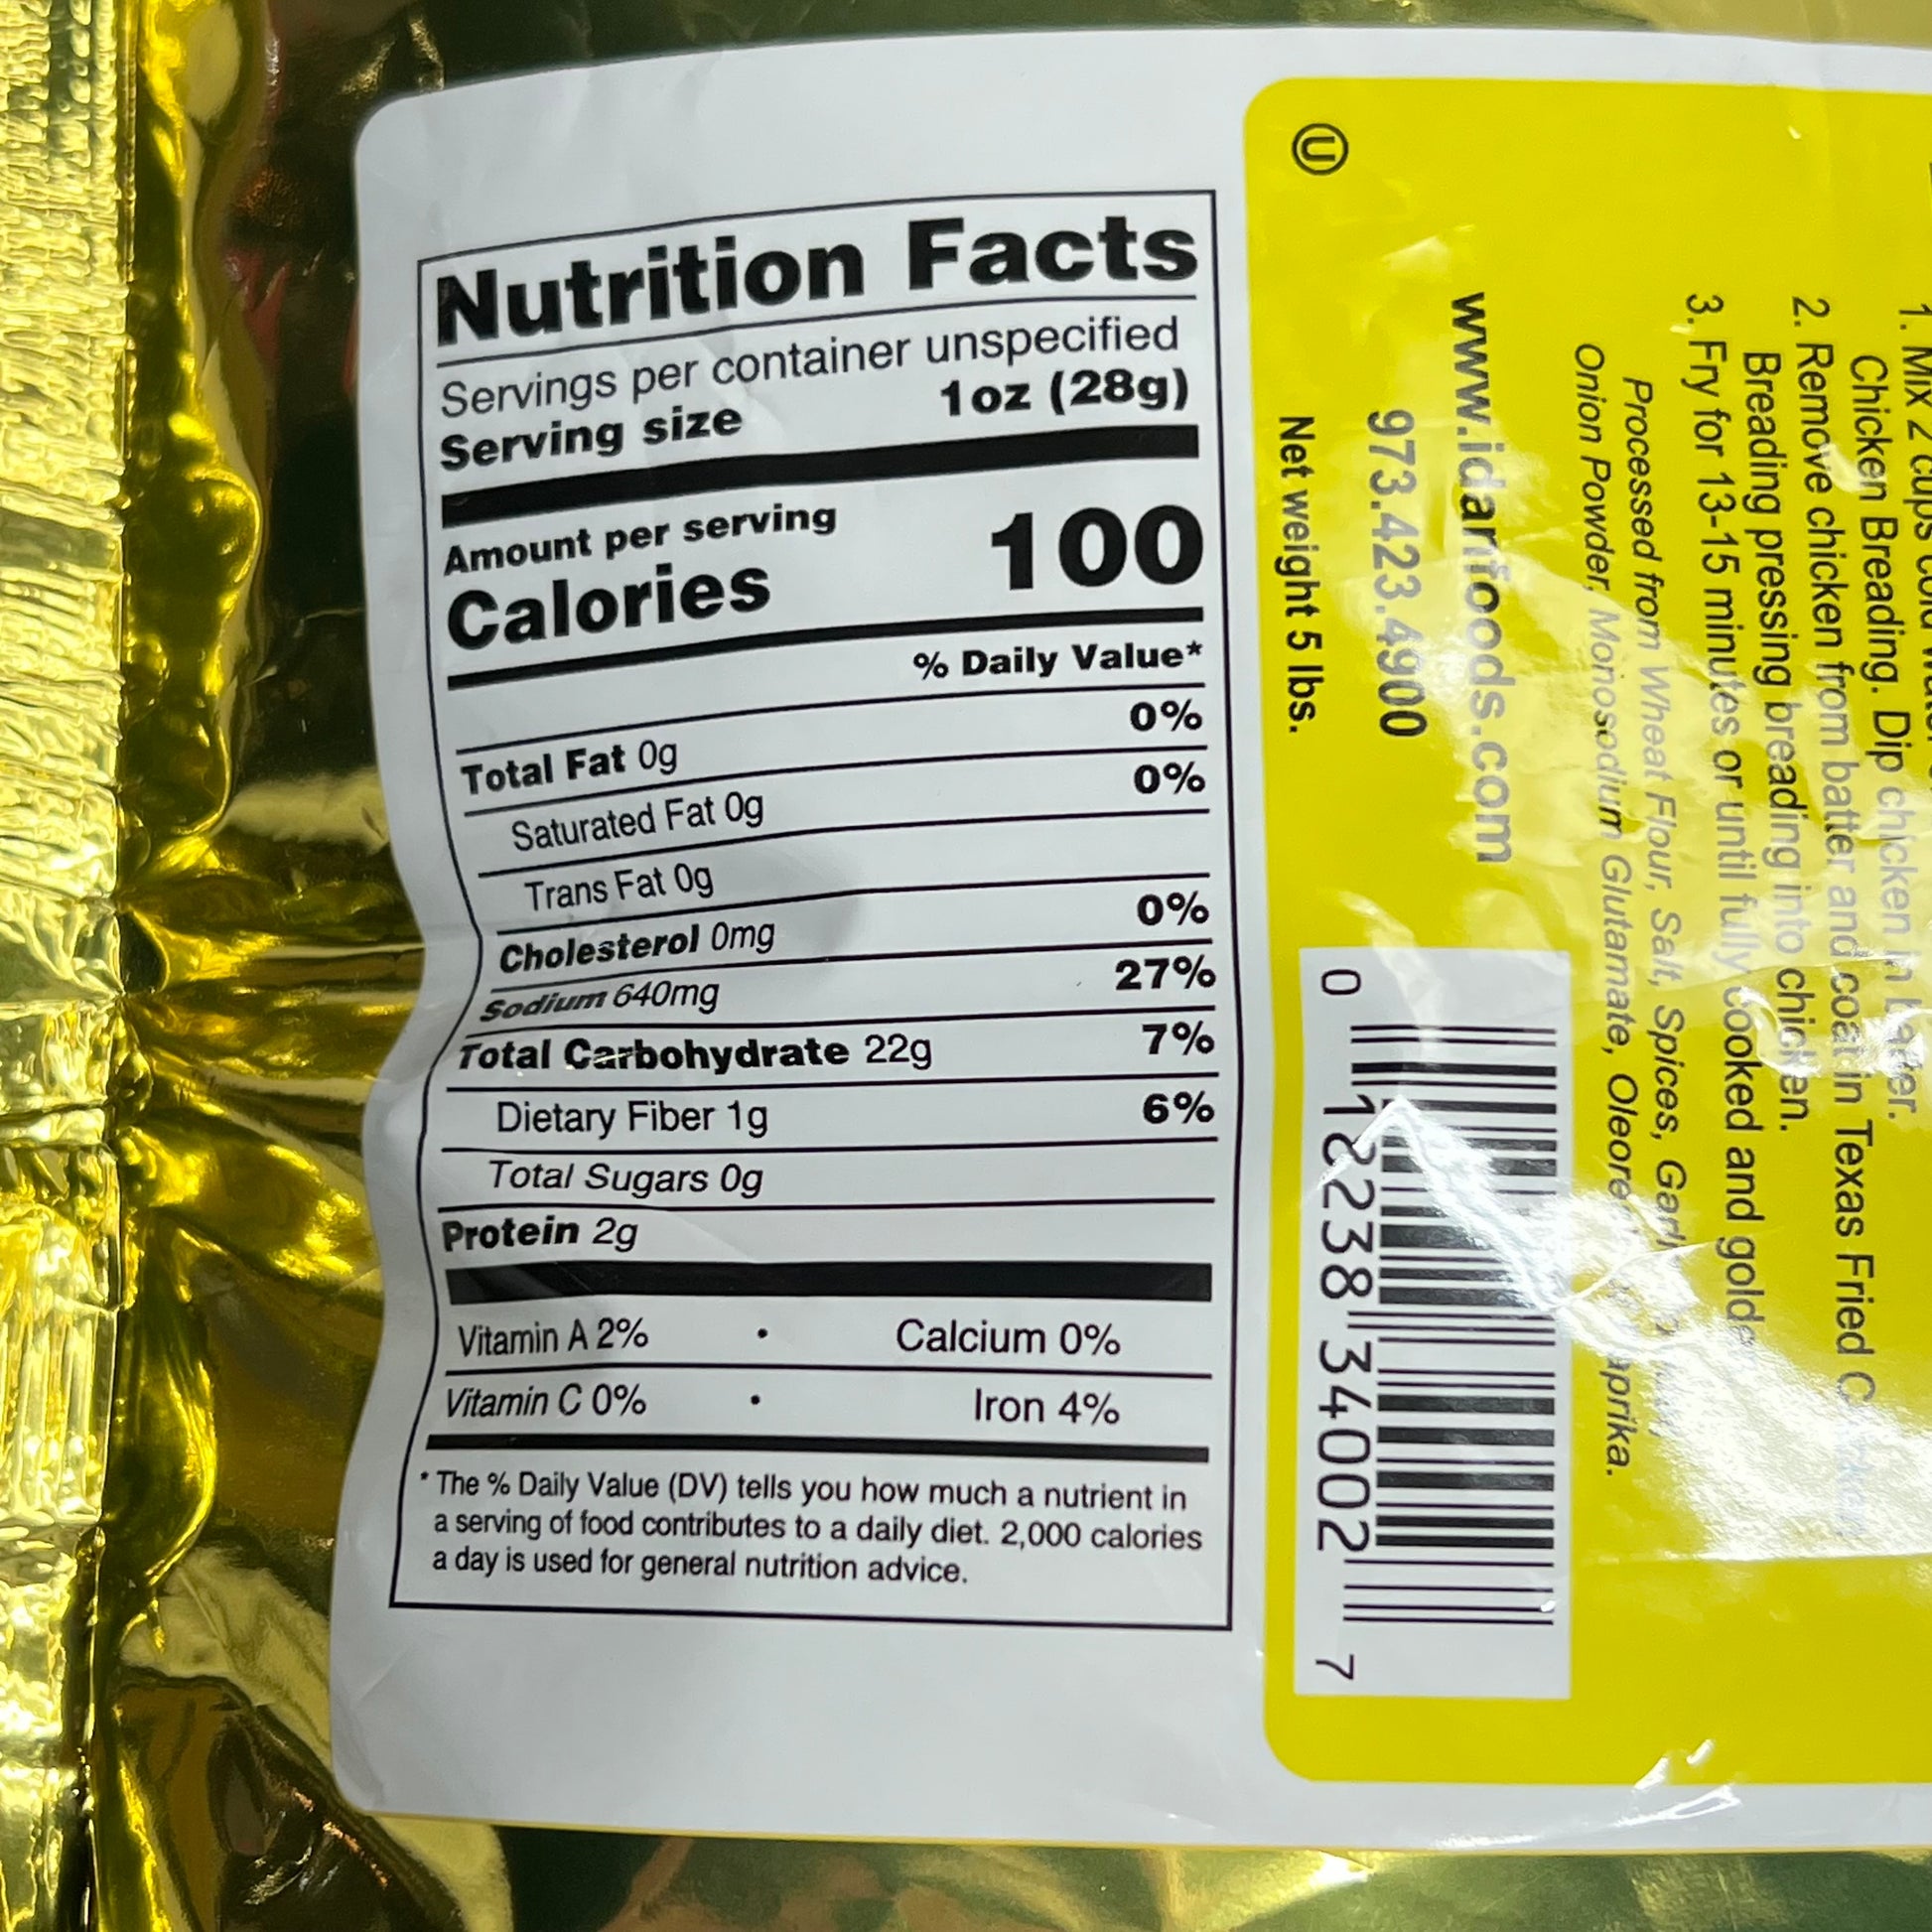 Nutrition Facts
Servings per container unspecified
Serving size 1oz (28g)
Amount per serving
Calories 100
% Daily Value*
Total Fat 0g 0%
Saturated Fat 0g 0%
Trans Fat 0g
Cholesterol 0mg 0%
Sodium 640mg 27%
Total Carbohydrate 22g 7%
Dietary Fiber 1g 6%
Total Sugars 0g
Protein 2g
Vitamin A 2% • Calcium 0%
Vitamin C 0% • Iron 4%
* The % Daily Value (DV) tells you how much a nutrient in
a serving of food contributes to a daily diet. 2,000 calories
a day is used for general nutrition advice.
1. Mix 2 cups
Chicken Breading. Dip chicken in batter.
2. Remove chicken from batter and coat in Texas Fried
Breading pressing breading into chicken.
3. Fry for 13-15 minutes or until fully cooked and
Processed from Wheat Flour, Salt, Spices,
Onion Powder, Monosodium Glutamate,
www.idanfoods.com
973.423.4900
Net weight 5 lbs.
U
0 12238 34002 7